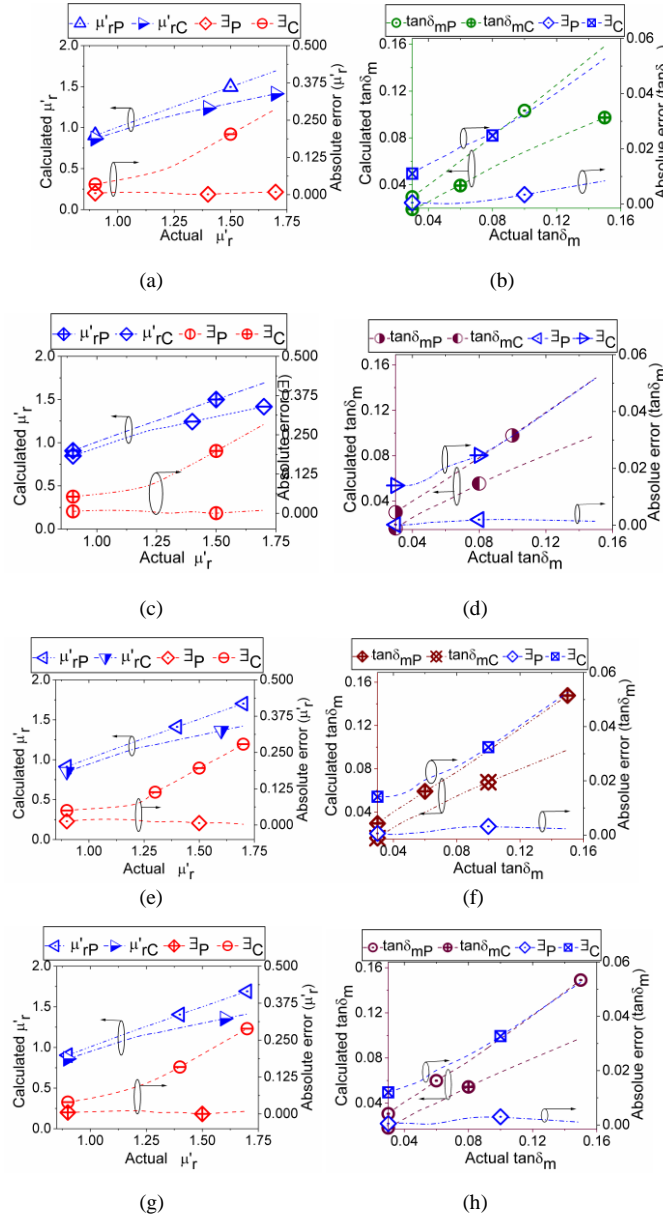 μ'rP μ'rC ∃P ∃C
2.0
1.5
1.0
0.5
0.0
Calculated μ'r
0.500
0.375
0.250
0.125
0.000
Absolute error (μ'r)
1.00 1.25 1.50 1.75
Actual μ'r
(a)
tanδmP tanδmC ∃P ∃C
0.16
0.12
0.08
0.04
Calculated tanδm
0.06
0.04
0.02
0.00
Absolue error (tanδm)
0.04 0.08 0.12 0.16
Actual tanδm
(b)
μ'rP μ'rC ∃P ∃C
2.0
1.5
1.0
0.5
0.0
Calculated μ'r
0.500
0.375
0.250
0.125
0.000
Absolute error (∃)
1.00 1.25 1.50 1.75
Actual μ'r
(c)
tanδmP tanδmC ∃P ∃C
0.16
0.12
0.08
0.04
Calculated tanδm
0.06
0.04
0.02
0.00
Absolue error (tanδm)
0.04 0.08 0.12 0.16
Actual tanδm
(d)
μ'rP μ'rC ∃P ∃C
2.0
1.5
1.0
0.5
0.0
Calculated μ'r
0.500
0.375
0.250
0.125
0.000
Absolute error (μ'r)
1.00 1.25 1.50 1.75
Actual μ'r
(e)
tanδmP tanδmC ∃P ∃C
0.16
0.12
0.08
0.04
Calculated tanδm
0.06
0.04
0.02
0.00
Absolue error (tanδm)
0.04 0.08 0.12 0.16
Actual tanδm
(f)
μ'rP μ'rC ∃P ∃C
2.0
1.5
1.0
0.5
0.0
Calculated μ'r
0.500
0.375
0.250
0.125
0.000
Absolute error (μ'r)
1.00 1.25 1.50 1.75
Actual μ'r
(g)
tanδmP tanδmC ∃P ∃C
0.16
0.12
0.08
0.04
Calculated tanδm
0.06
0.04
0.02
0.00
Absolue error (tanδm)
0.04 0.08 0.12 0.16
Actual tanδm
(h)